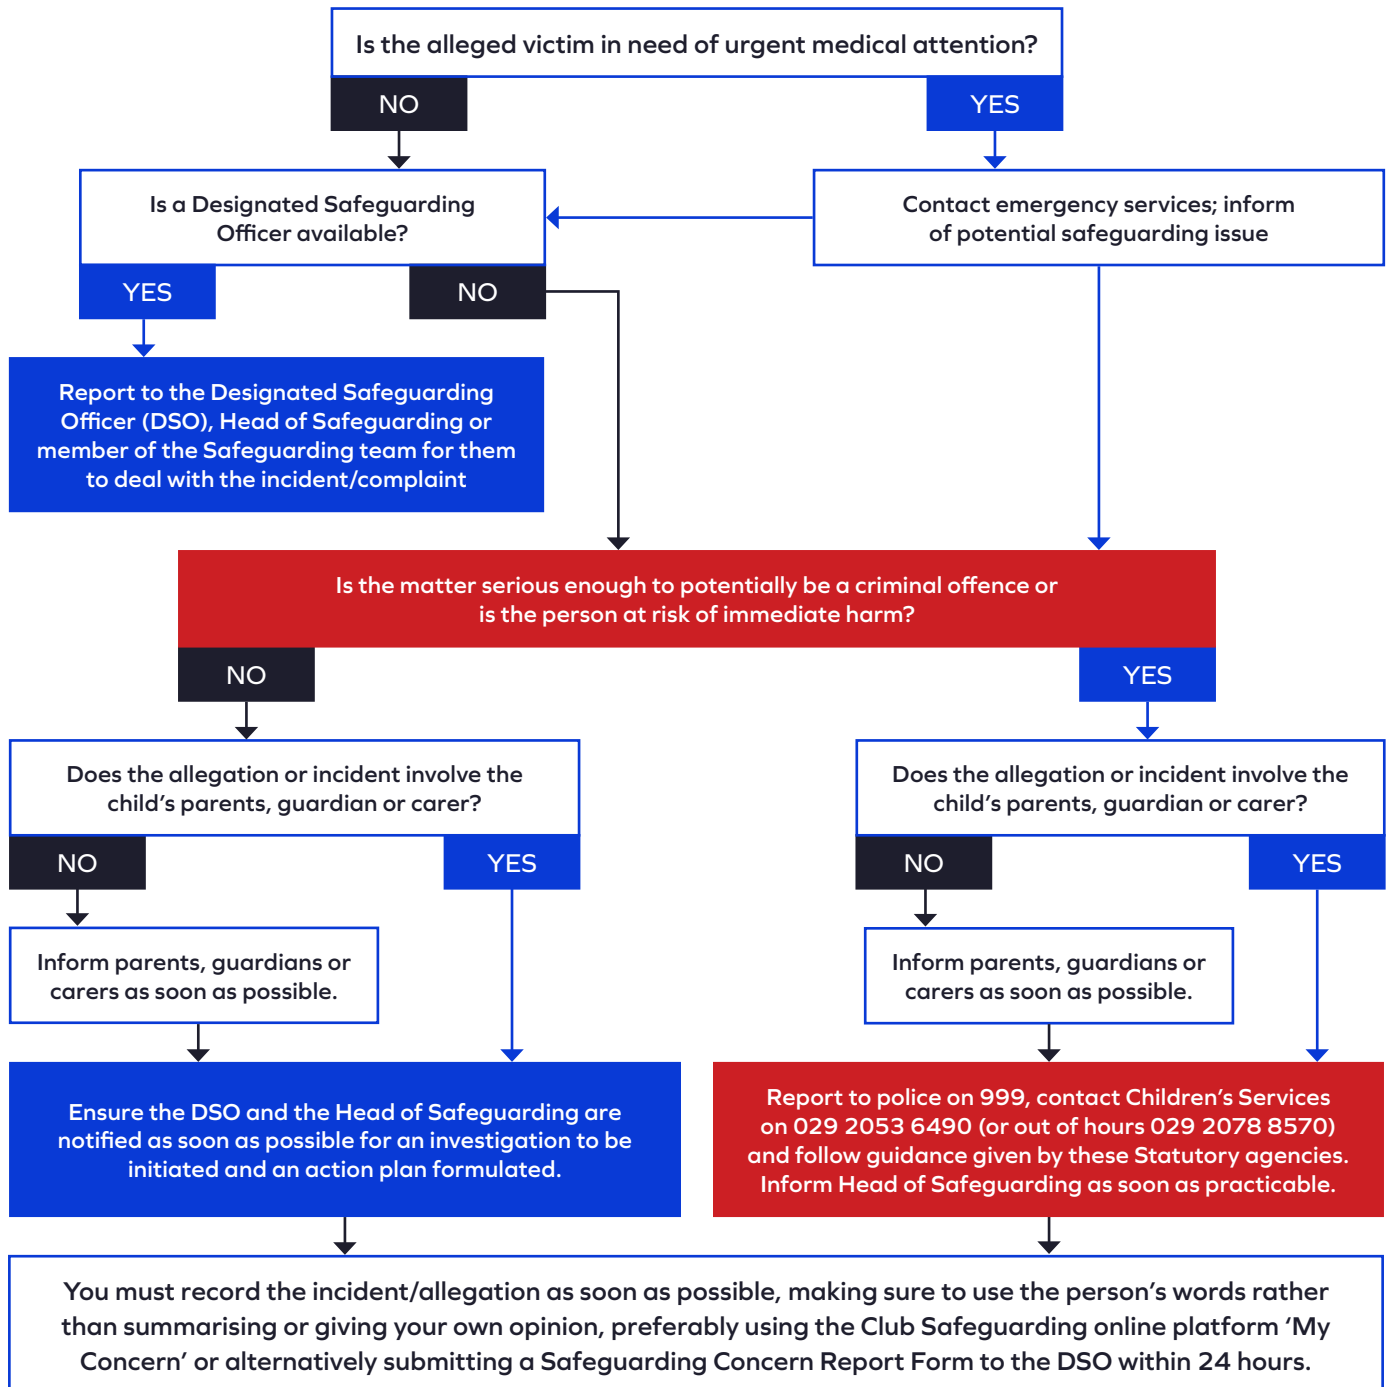 Is the alleged victim in need of urgent medical attention?
NO
YES
Is a Designated Safeguarding
Officer available?
Contact emergency services; inform
of potential safeguarding issue
YES
NO
Report to the Designated Safeguarding
Officer (DSO), Head of Safeguarding or
member of the Safeguarding team for them
to deal with the incident/complaint
Is the matter serious enough to potentially be a criminal offence or
is the person at risk of immediate harm?
NO
YES
Does the allegation or incident involve the
child’s parents, guardian or carer?
Does the allegation or incident involve the
child’s parents, guardian or carer?
NO
YES
NO
YES
Inform parents, guardians or
carers as soon as possible.
Inform parents, guardians or
carers as soon as possible.
Ensure the DSO and the Head of Safeguarding are
notified as soon as possible for an investigation to be
initiated and an action plan formulated.
Report to police on 999, contact Children’s Services
on 029 2053 6490 (or out of hours 029 2078 8570)
and follow guidance given by these Statutory agencies.
Inform Head of Safeguarding as soon as practicable.
You must record the incident/allegation as soon as possible, making sure to use the person’s words rather
than summarising or giving your own opinion, preferably using the Club Safeguarding online platform ‘My
Concern’ or alternatively submitting a Safeguarding Concern Report Form to the DSO within 24 hours.